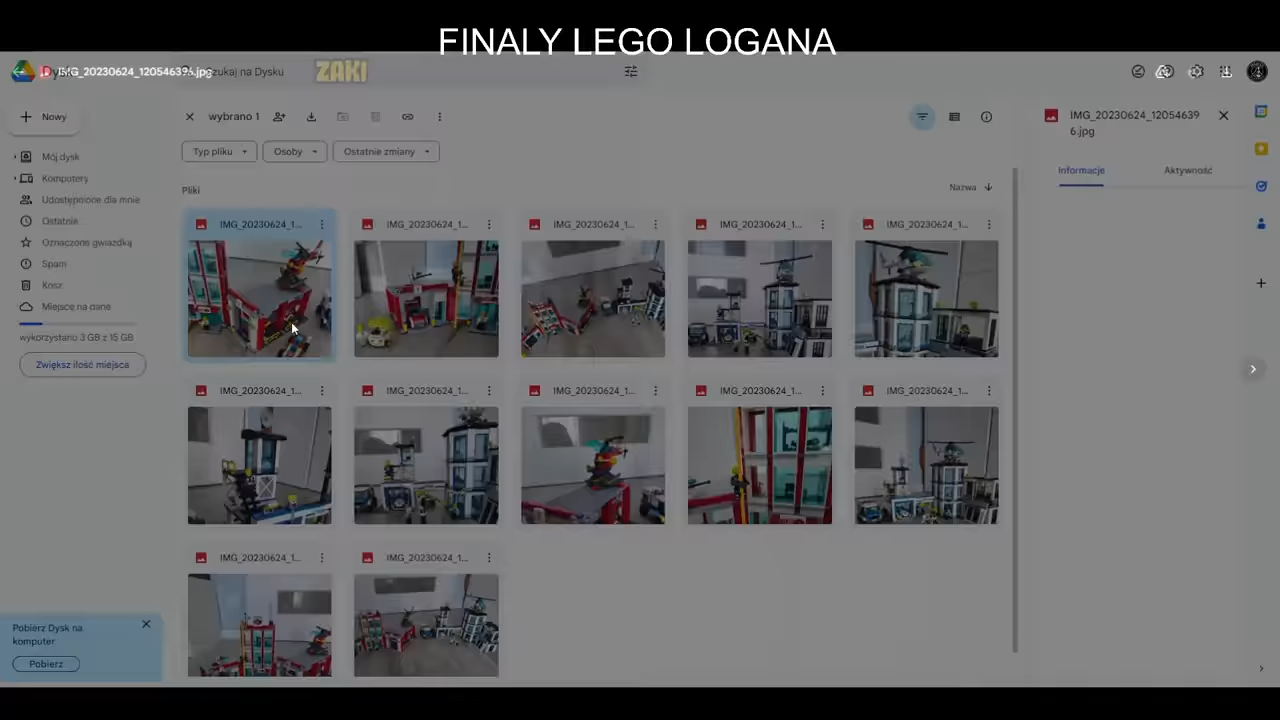 FINALY LEGO LOGANA
IMG_20230624_120546396.jpg
Szukaj na Dysku
ZAKI
Nowy
wybrano 1
IMG_20230624_12054639
6.jpg
Typ pliku
Osoby
Ostatnie zmiany
Informacje
Aktywność
Mój dysk
Komputery
Udostępnione dla mnie
Ostatnie
Oznaczone gwiazdką
Spam
Kosz
Miejsce na dane
wykorzystano 3 GB z 15 GB
Zwiększ ilość miejsca
Pliki
Nazwa
IMG_20230624_1...
IMG_20230624_1...
IMG_20230624_1...
IMG_20230624_1...
IMG_20230624_1...
IMG_20230624_1...
IMG_20230624_1...
IMG_20230624_1...
IMG_20230624_1...
IMG_20230624_1...
IMG_20230624_1...
IMG_20230624_1...
Pobierz Dysk na
komputer
Pobierz